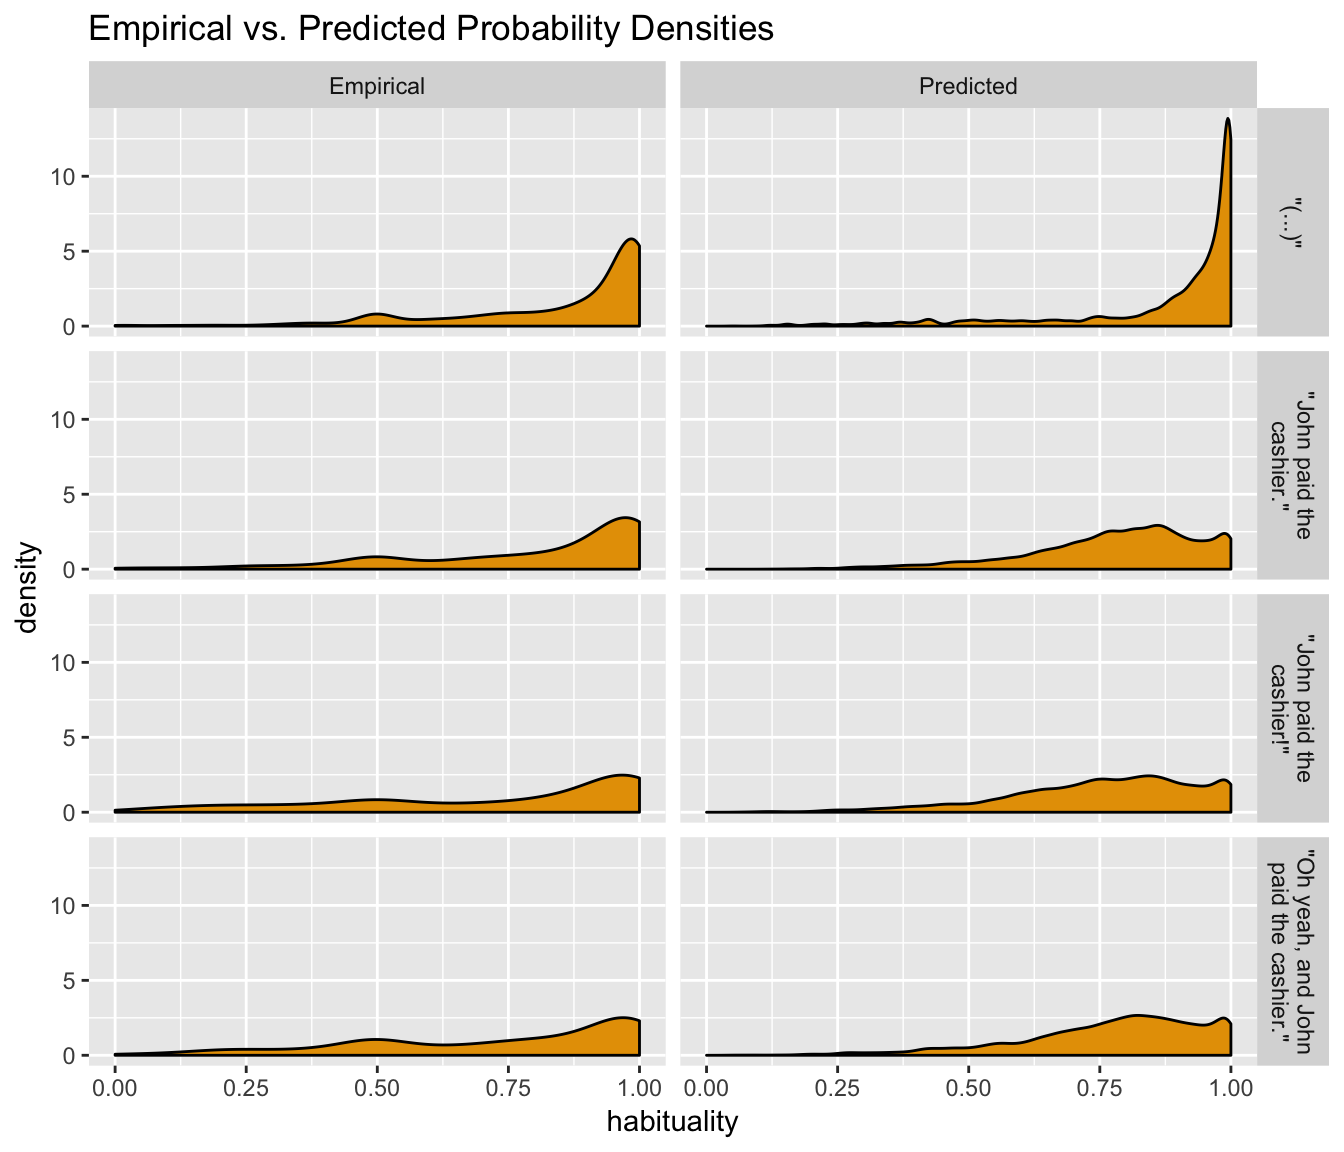 Empirical vs. Predicted Probability Densities
Empirical
Predicted
10
5
0
"(...)"
10
5
0
"John paid the
cashier."
10
5
0
"John paid the
cashier!"
10
5
0
"Oh yeah, and John
paid the cashier."
density
0.00 0.25 0.50 0.75 1.00
0.00 0.25 0.50 0.75 1.00
habituality